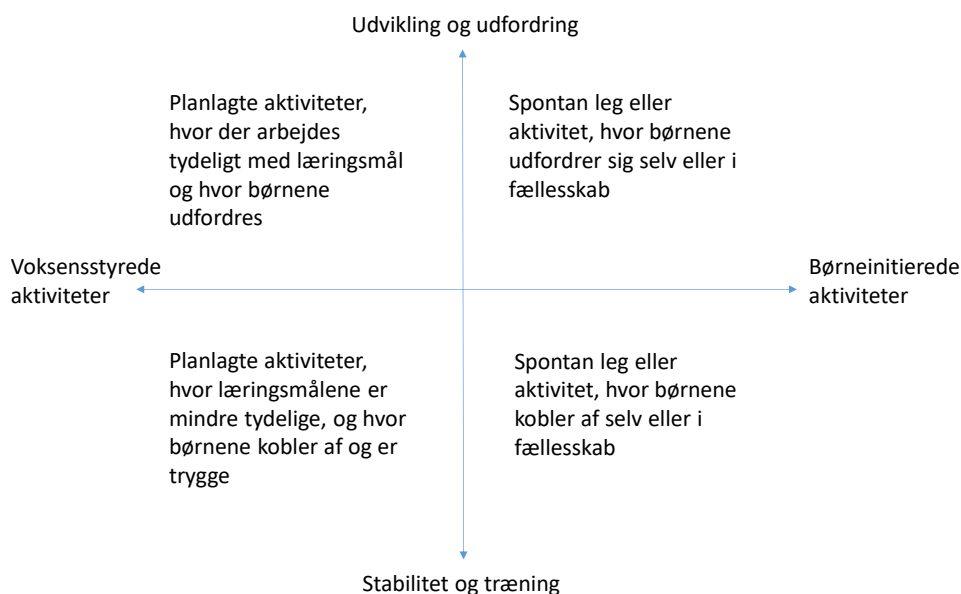 Udvikling og udfordring
Planlagte aktiviteter,
hvor der arbejdes
tydeligt med læringsmål
og hvor børnene
udfordres
Spontan leg eller
aktivitet, hvor børnene
udfordrer sig selv eller i
fællesskab
Voksensstyrede
aktiviteter
Børneinitierede
aktiviteter
Planlagte aktiviteter,
hvor læringsmålene er
mindre tydelige, og hvor
børnene kobler af og er
trygge
Spontan leg eller
aktivitet, hvor børnene
kobler af selv eller i
fællesskab
Stabilitet og træning